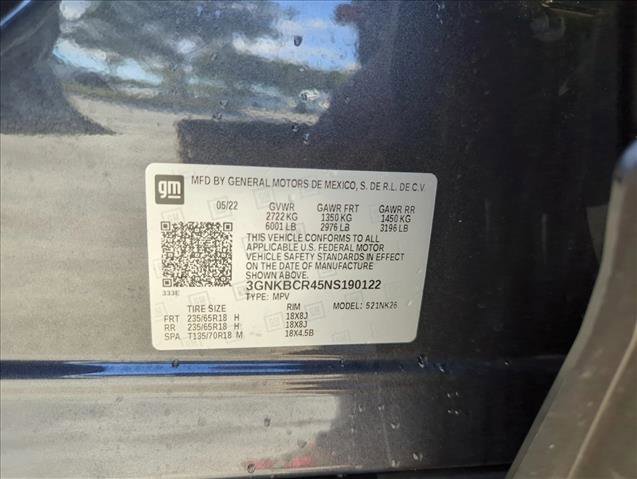 gm
MFD BY GENERAL MOTORS DE MEXICO, S. DE R.L. DE C.V.
05/22 GVWR GAWR FRT GAWR RR
2722 KG 1350 KG 1450 KG
6001 LB 2976 LB 3196 LB
THIS VEHICLE CONFORMS TO ALL
APPLICABLE U.S. FEDERAL MOTOR
VEHICLE SAFETY STANDARDS IN EFFECT
ON THE DATE OF MANUFACTURE
SHOWN ABOVE.
333E
3GNKBCR45NS190122
TYPE: MPV MODEL: 521NK26
TIRE SIZE RIM
FRT 235/65R18 H 18X8J
RR 235/65R18 H 18X8J
SPA T135/70R18 M 18X4.5B